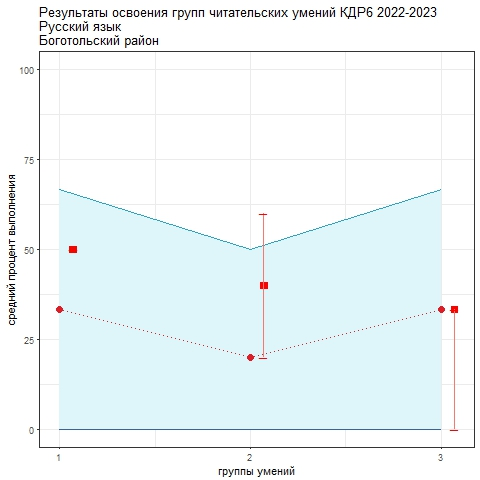 Результаты освоения групп читательских умений КДР6 2022-2023
Русский язык
Боготольский район
100
75
50
25
0
средний процент выполнения
1
2
3
группы умений